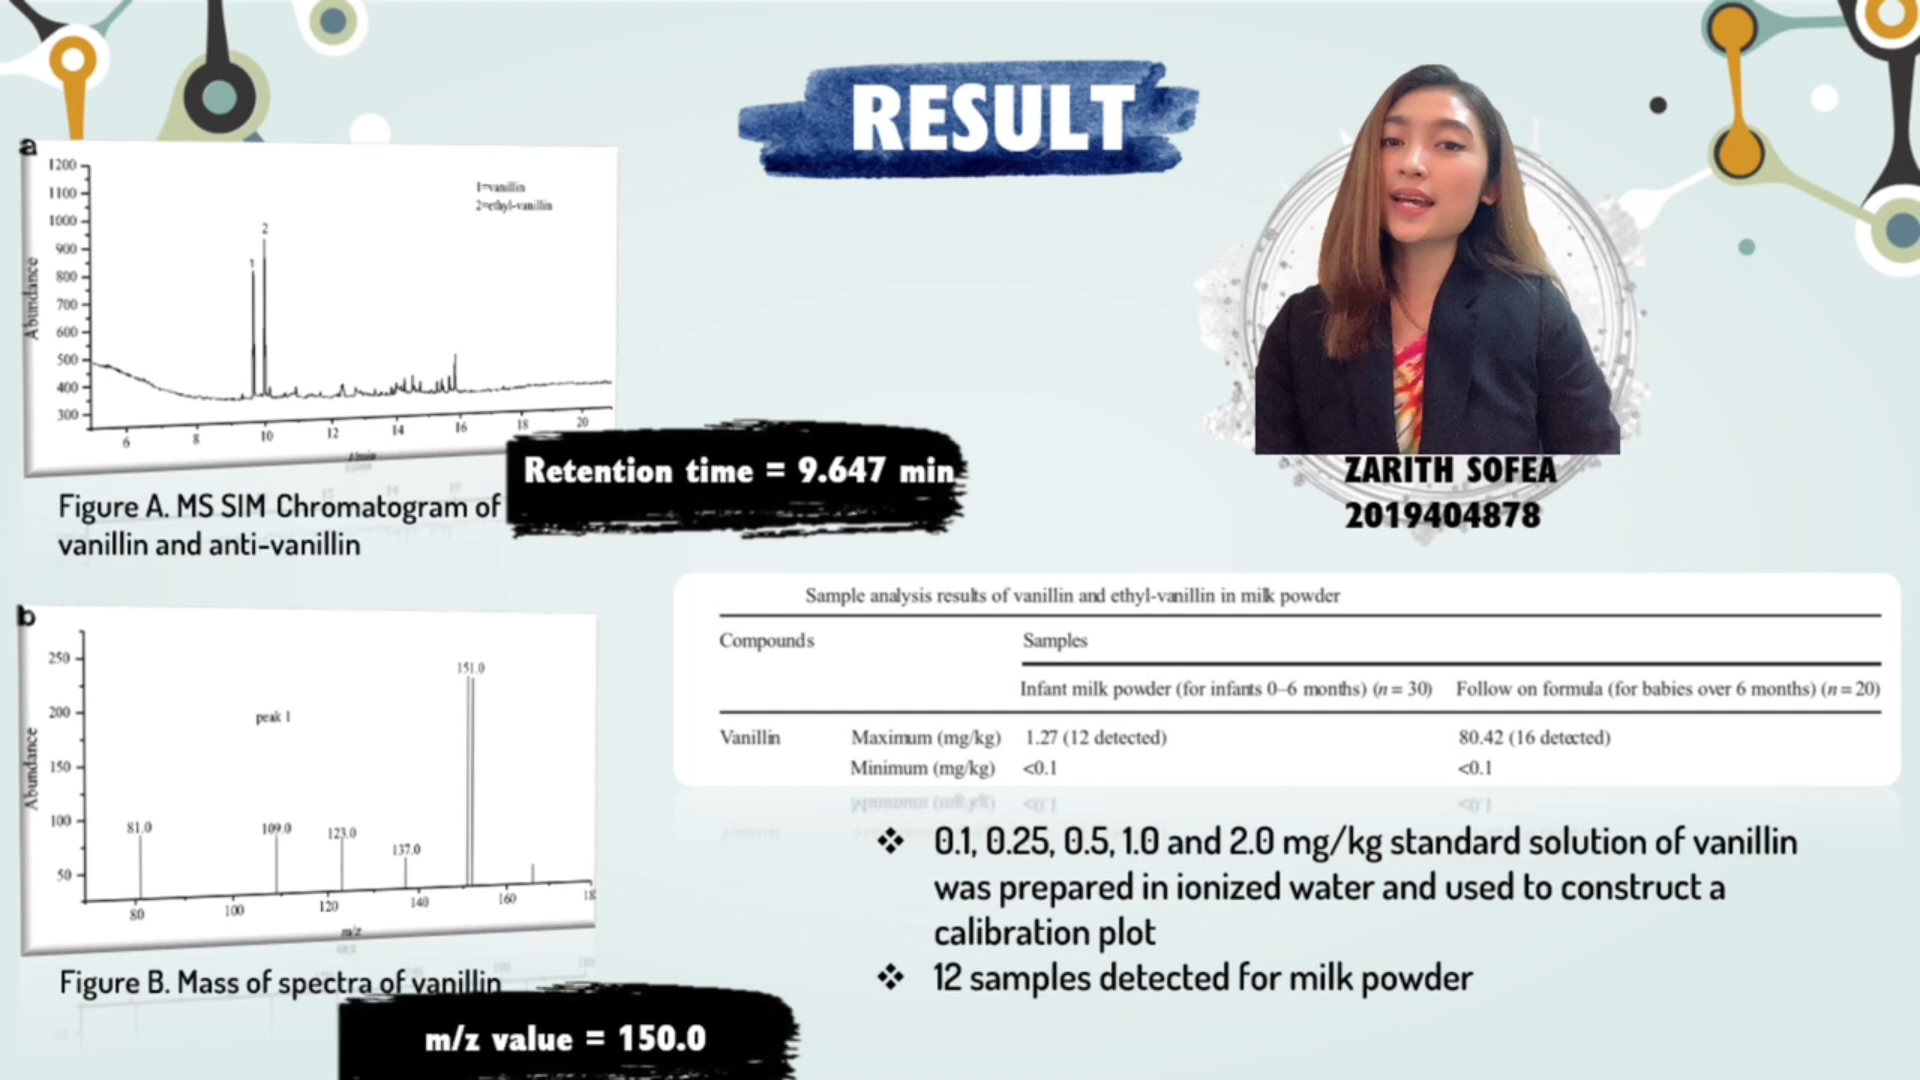 RESULT
a
1200
1100
1000
900
800
700
600
500
400
300
Abundance
1=vanillin
2=ethyl-vanillin
1
2
6
8
10
12
14
16
18
20
Retention time = 9.647 min
Figure A. MS SIM Chromatogram of
vanillin and anti-vanillin
ZARITH SOFEA
2019404878
b
250
200
150
100
50
Abundance
peak 1
81.0
109.0
123.0
137.0
151.0
80
100
120
140
160
m/z
Figure B. Mass of spectra of vanillin
m/z value = 150.0
Sample analysis results of vanillin and ethyl-vanillin in milk powder
Compounds Samples
Infant milk powder (for infants 0–6 months) (n = 30) Follow on formula (for babies over 6 months) (n = 20)
Vanillin Maximum (mg/kg) 1.27 (12 detected) 80.42 (16 detected)
Minimum (mg/kg) <0.1 <0.1
❖ 0.1, 0.25, 0.5, 1.0 and 2.0 mg/kg standard solution of vanillin
was prepared in ionized water and used to construct a
calibration plot
❖ 12 samples detected for milk powder